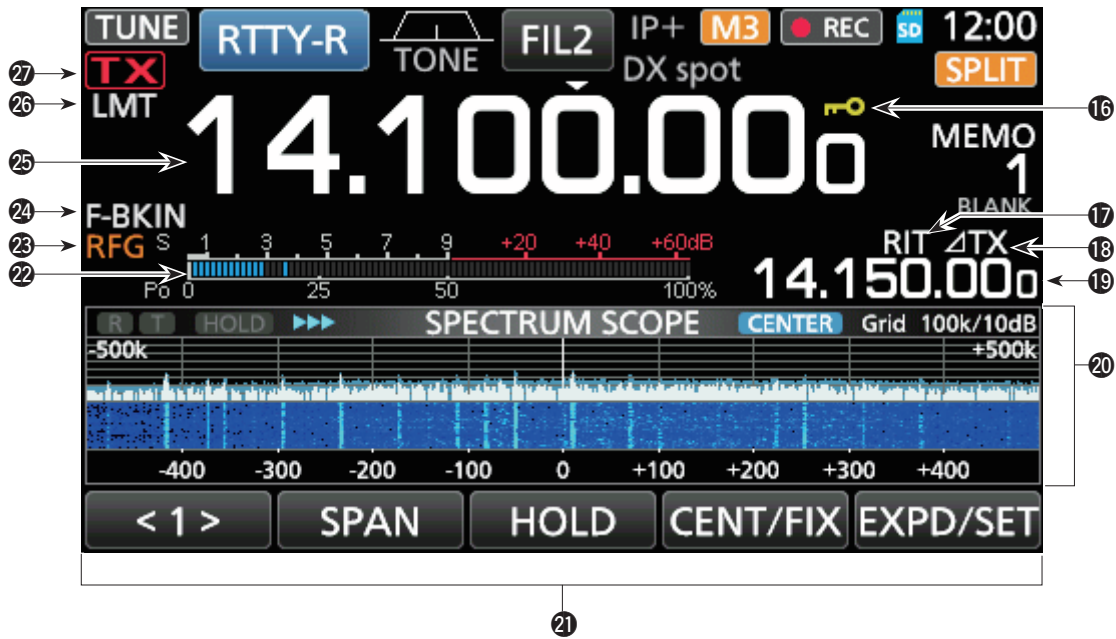 TUNE RTTY-R TONE FIL2 IP+ M3 REC SD 12:00
㉗ TX DX spot SPLIT
㉖ LMT ⑯
㉕ 14.100.000 MEMO
1
㉔ F-BKIN BLANK ⑰
㉓ RFG S 1 3 5 7 9 +20 +40 +60dB RIT ⊿TX ⑱
㉒ 14.150.000 ⑲
Po 0 25 50 100%
R T HOLD SPECTRUM SCOPE CENTER Grid 100k/10dB
-500k +500k
⑳
-400 -300 -200 -100 0 +100 +200 +300 +400
< 1 > SPAN HOLD CENT/FIX EXPD/SET
㉑